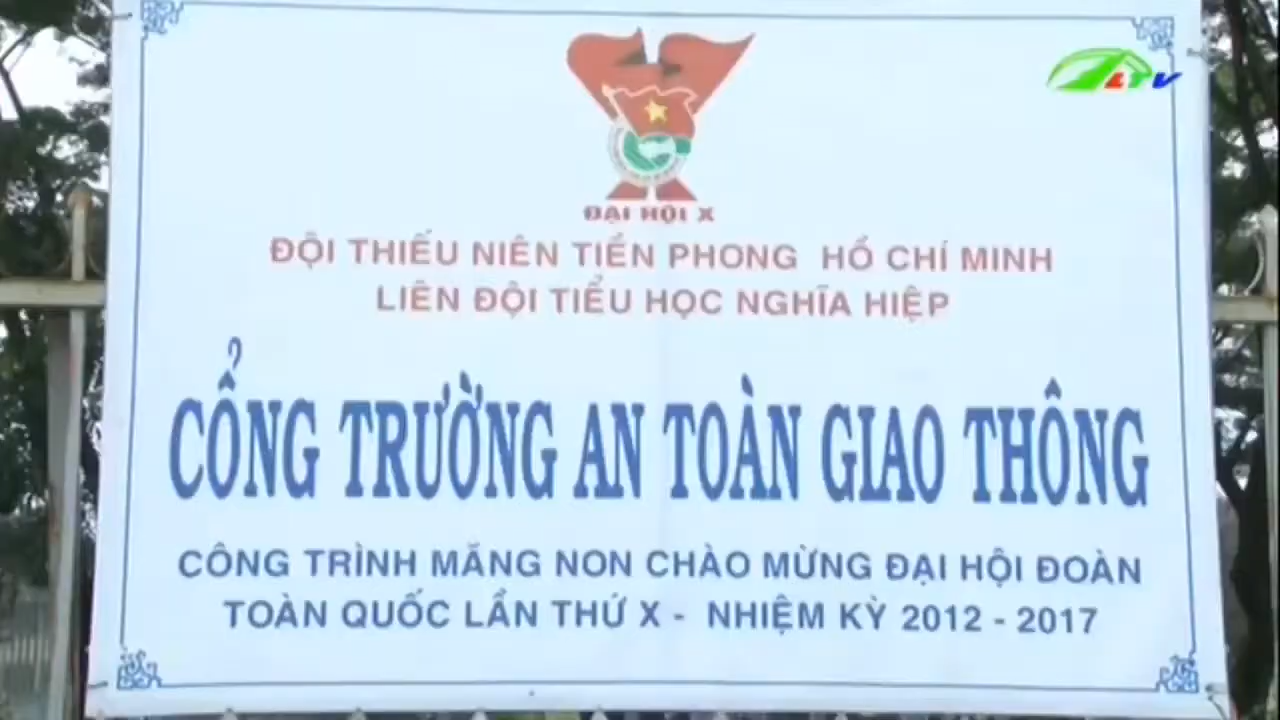 LTV
ĐẠI HỘI X
ĐỘI THIẾU NIÊN TIỀN PHONG HỒ CHÍ MINH
LIÊN ĐỘI TIỂU HỌC NGHĨA HIỆP
CỔNG TRƯỜNG AN TOÀN GIAO THÔNG
CÔNG TRÌNH MĂNG NON CHÀO MỪNG ĐẠI HỘI ĐOÀN
TOÀN QUỐC LẦN THỨ X - NHIỆM KỲ 2012 - 2017